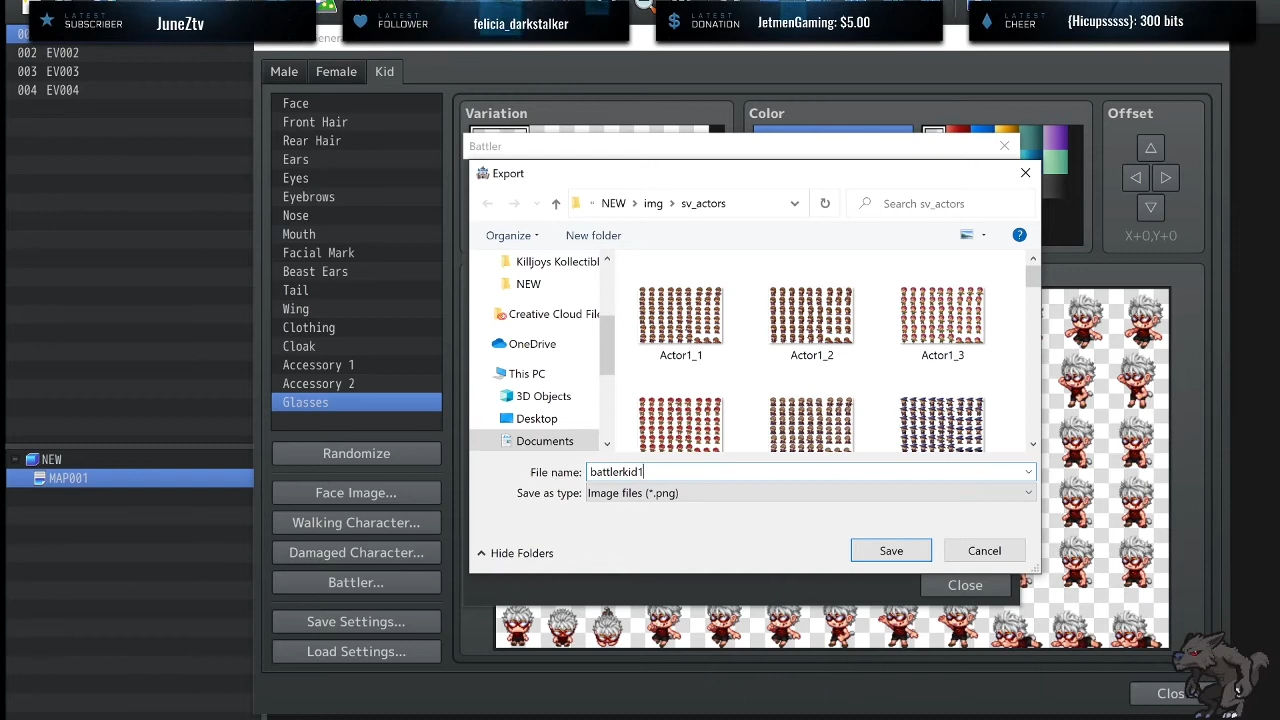 LATEST
SUBSCRIBER
JuneZtv
LATEST
FOLLOWER
felicia_darkstalker
LATEST
DONATION
JetmenGaming: $5.00
LATEST
CHEER
{Hicupsssss}: 300 bits
002 EV002
003 EV003
004 EV004
Male
Female
Kid
Face
Front Hair
Rear Hair
Ears
Eyes
Eyebrows
Nose
Mouth
Facial Mark
Beast Ears
Tail
Wing
Clothing
Cloak
Accessory 1
Accessory 2
Glasses
Randomize
Face Image...
Walking Character...
Damaged Character...
Battler...
Save Settings...
Load Settings...
Variation
Color
Offset
X+0,Y+0
Battler
Export
NEW > img > sv_actors
Search sv_actors
Organize
New folder
Killjoys Kollectibl
NEW
Creative Cloud File
OneDrive
This PC
3D Objects
Desktop
Documents
Actor1_1
Actor1_2
Actor1_3
File name: battlerkid1
Save as type: Image files (*.png)
Hide Folders
Save
Cancel
Close
NEW
MAP001
Clos